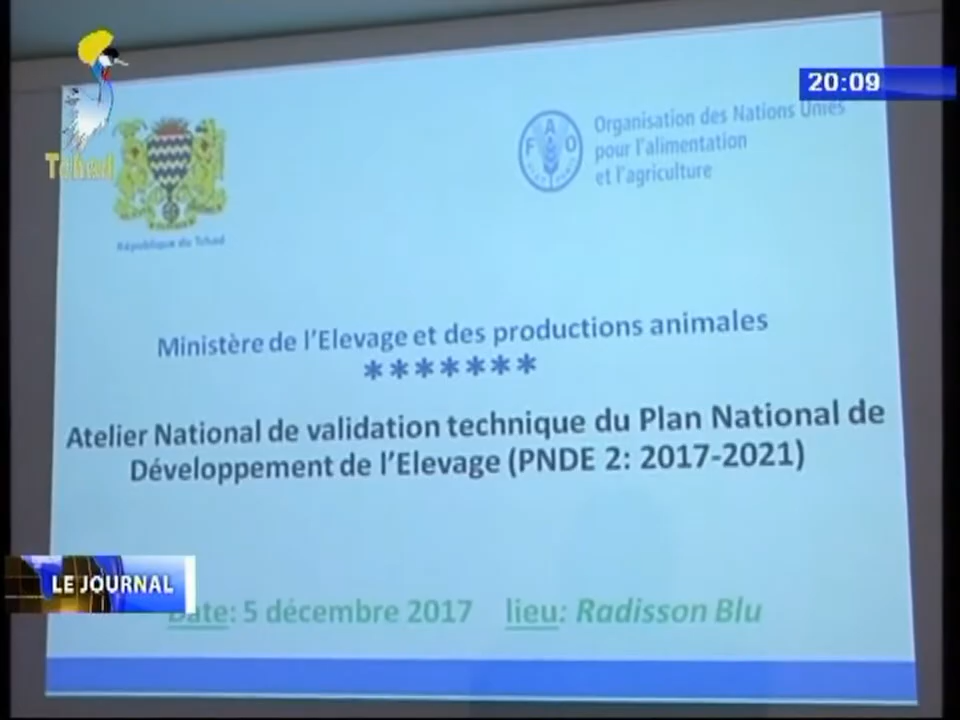 20:09
Tchad
République du Tchad
FAO
Organisation des Nations Unies
pour l'alimentation
et l'agriculture
Ministère de l'Elevage et des productions animales
*******
Atelier National de validation technique du Plan National de
Développement de l'Elevage (PNDE 2: 2017-2021)
LE JOURNAL
Date: 5 décembre 2017 lieu: Radisson Blu